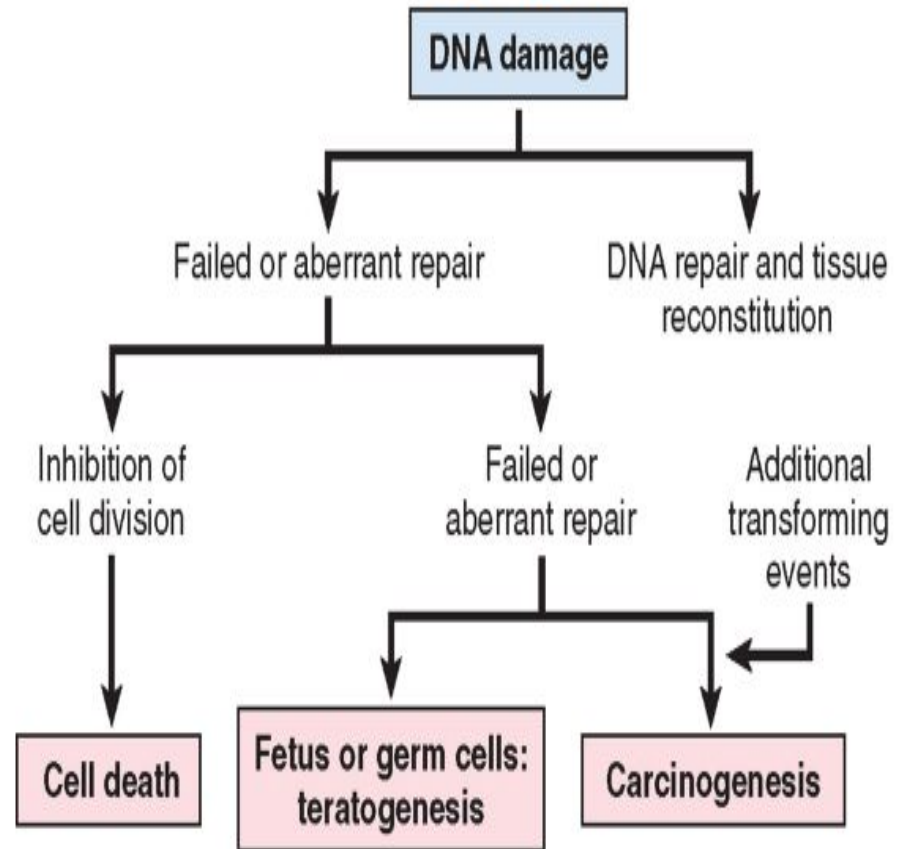 DNA damage
Failed or aberrant repair
DNA repair and tissue
reconstitution
Inhibition of
cell division
Failed or
aberrant repair
Additional
transforming
events
Cell death
Fetus or germ cells:
teratogenesis
Carcinogenesis